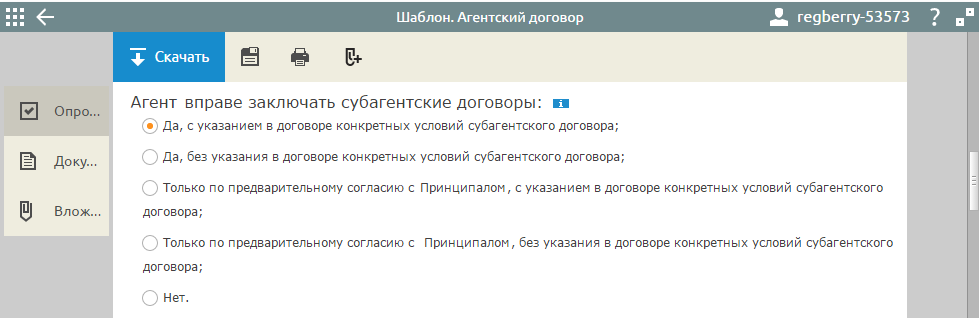 Шаблон. Агентский договор
regberry-53573
?
Скачать
Опро...
Доку...
Влож...
Агент вправе заключать субагентские договоры: i
Да, с указанием в договоре конкретных условий субагентского договора;
Да, без указания в договоре конкретных условий субагентского договора;
Только по предварительному согласию с Принципалом, с указанием в договоре конкретных условий субагентского
договора;
Только по предварительному согласию с Принципалом, без указания в договоре конкретных условий субагентского
договора;
Нет.